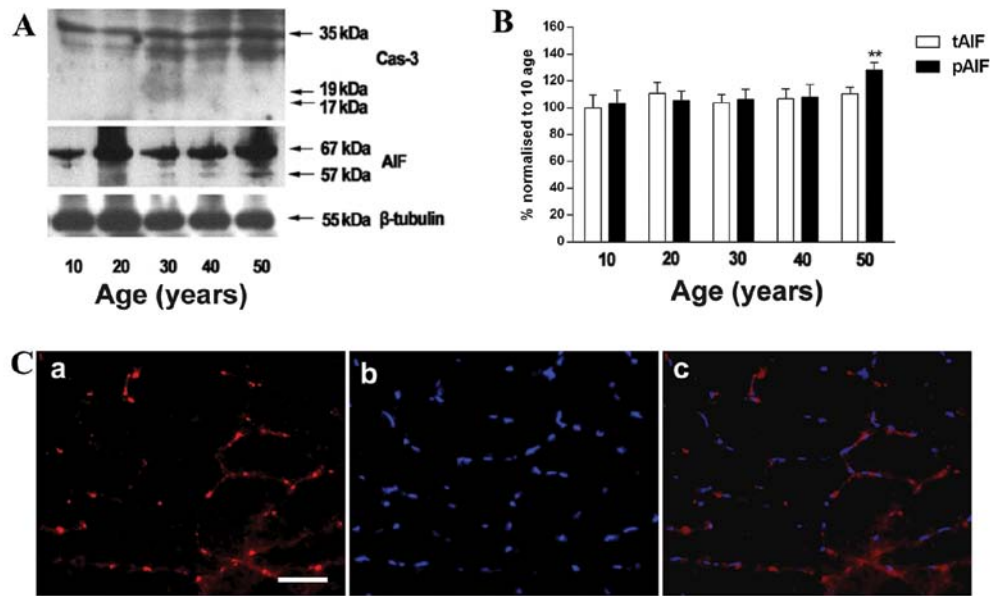 A
35 kDa
Cas-3
19 kDa
17 kDa
67 kDa
AIF
57 kDa
55 kDa β-tubulin
10 20 30 40 50
Age (years)
B
160
140
120
100
80
60
40
20
0
% normalised to 10 age
**
tAIF
pAIF
10 20 30 40 50
Age (years)
C
a
b
c